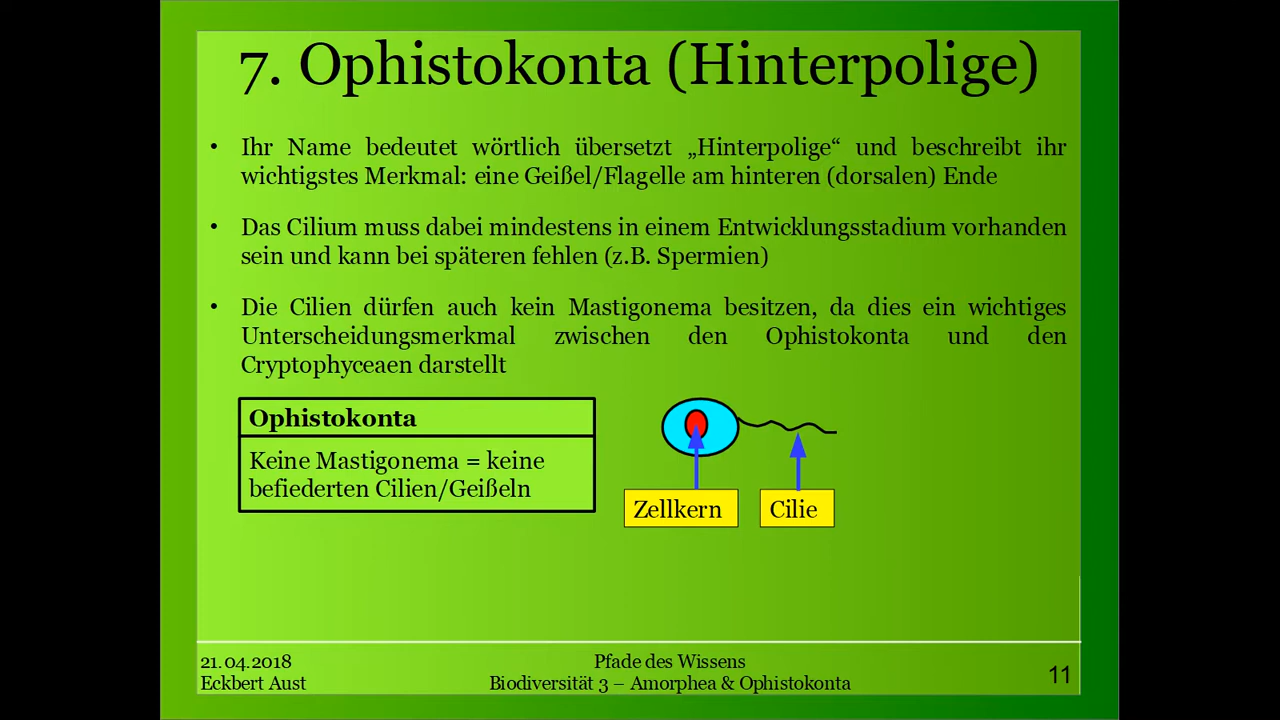 7. Ophistokonta (Hinterpolige)
• Ihr Name bedeutet wörtlich übersetzt „Hinterpolige“ und beschreibt ihr
wichtigstes Merkmal: eine Geißel/Flagelle am hinteren (dorsalen) Ende
• Das Cilium muss dabei mindestens in einem Entwicklungsstadium vorhanden
sein und kann bei späteren fehlen (z.B. Spermien)
• Die Cilien dürfen auch kein Mastigonema besitzen, da dies ein wichtiges
Unterscheidungsmerkmal zwischen den Ophistokonta und den
Cryptophyceaen darstellt
Ophistokonta
Keine Mastigonema = keine
befiederten Cilien/Geißeln
Zellkern
Cilie
21.04.2018
Eckbert Aust
Pfade des Wissens
Biodiversität 3 – Amorphea & Ophistokonta
11